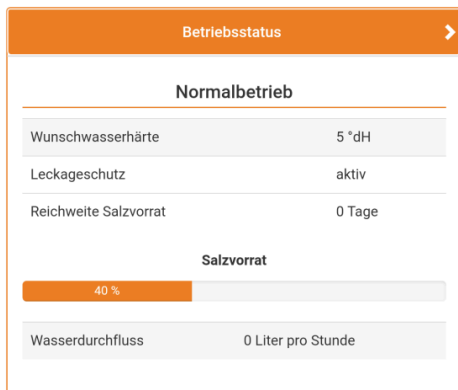 Betriebsstatus
Normalbetrieb
Wunschwasserhärte 5 °dH
Leckageschutz aktiv
Reichweite Salzvorrat 0 Tage
Salzvorrat
40 %
Wasserdurchfluss 0 Liter pro Stunde